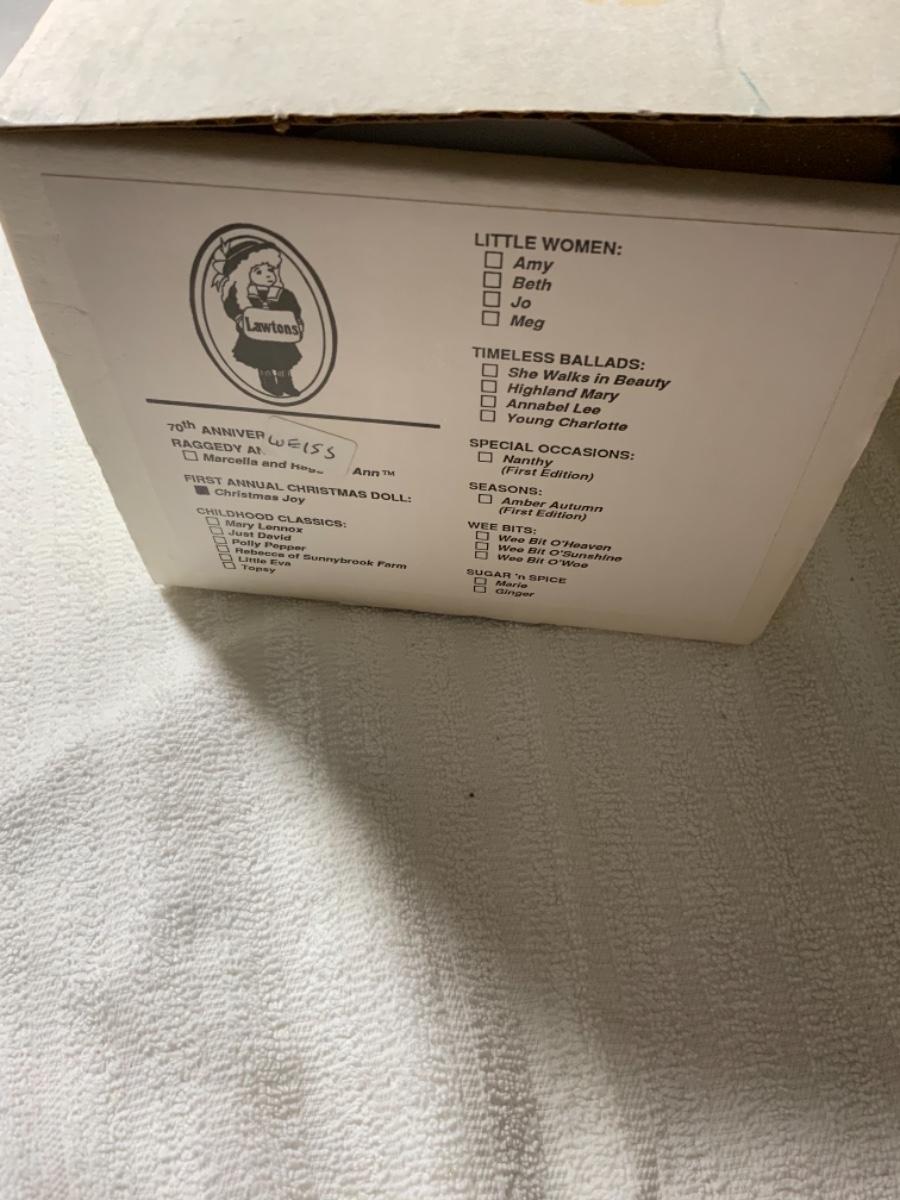 Lawtons
70th ANNIVER
WEISS
RAGGEDY
Marcella and Ann™
FIRST ANNUAL CHRISTMAS DOLL:
Christmas Joy
CHILDHOOD CLASSICS:
Mary Lennox
Just David
Polly Pepper
Rebecca of Sunnybrook Farm
Little Eva
Topsy
LITTLE WOMEN:
Amy
Beth
Jo
Meg
TIMELESS BALLADS:
She Walks in Beauty
Highland Mary
Annabel Lee
Young Charlotte
SPECIAL OCCASIONS:
Nanthy
(First Edition)
SEASONS:
Amber Autumn
(First Edition)
WEE BITS:
Wee Bit O'Heaven
Wee Bit O'Sunshine
Wee Bit O'Woe
SUGAR 'n SPICE
Marie
Ginger